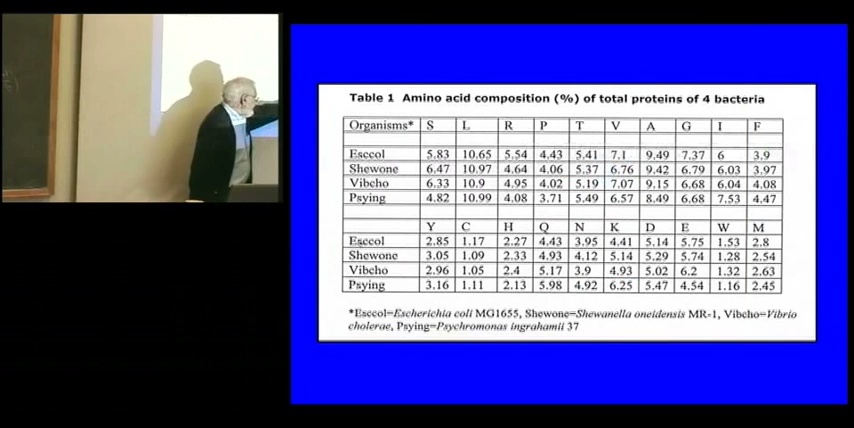 Table 1 Amino acid composition (%) of total proteins of 4 bacteria
Organisms* S L R P T V A G I F
Esccol 5.83 10.65 5.54 4.43 5.41 7.1 9.49 7.37 6 3.9
Shewone 6.47 10.97 4.64 4.06 5.37 6.76 9.42 6.79 6.03 3.97
Vibcho 6.33 10.9 4.95 4.02 5.19 7.07 9.15 6.68 6.04 4.08
Psying 4.82 10.99 4.08 3.71 5.49 6.57 8.49 6.68 7.53 4.47
Y C H Q N K D E W M
Esccol 2.85 1.17 2.27 4.43 3.95 4.41 5.14 5.75 1.53 2.8
Shewone 3.05 1.09 2.33 4.93 4.12 5.14 5.29 5.74 1.28 2.54
Vibcho 2.96 1.05 2.4 5.17 3.9 4.93 5.02 6.2 1.32 2.63
Psying 3.16 1.11 2.13 5.98 4.92 6.25 5.47 4.54 1.16 2.45
*Esccol=Escherichia coli MG1655, Shewone=Shewanella oneidensis MR-1, Vibcho=Vibrio
cholerae, Psying=Psychromonas ingrahamii 37